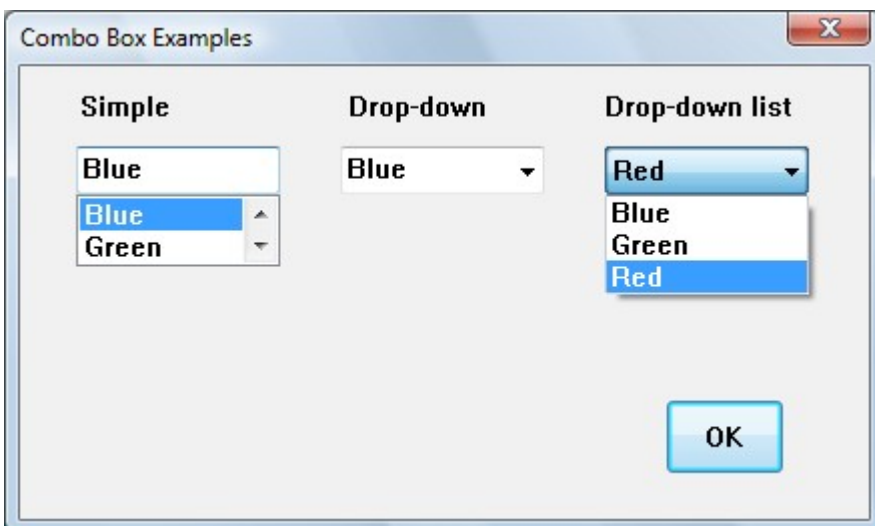 Combo Box Examples
Simple Drop-down Drop-down list
Blue Blue Red
Blue Blue
Green Green
Red
OK